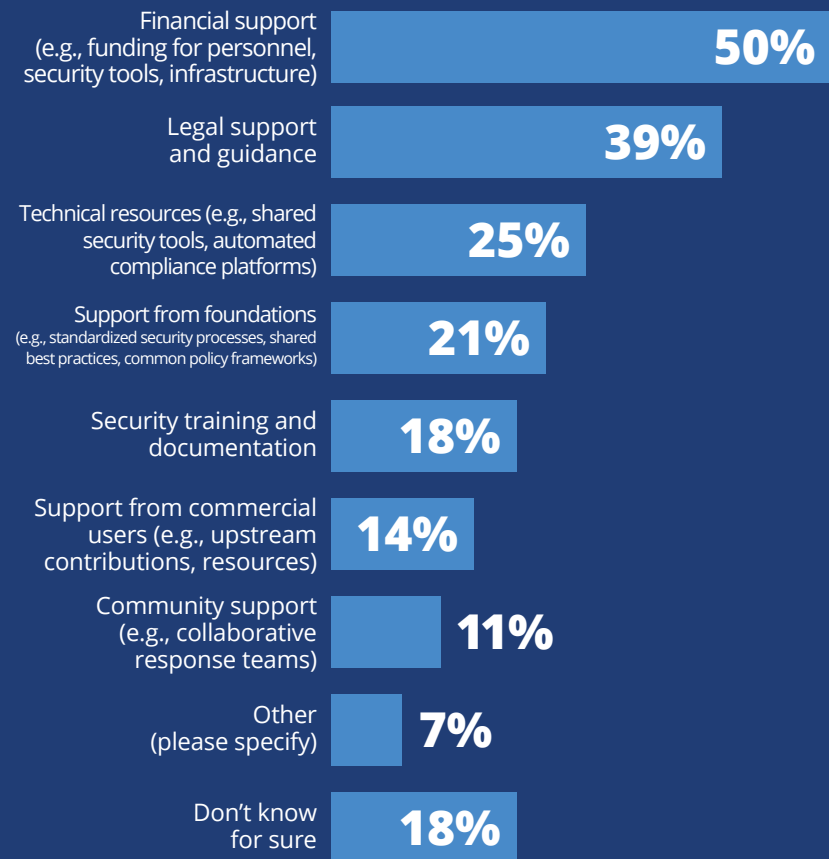 Financial support
(e.g., funding for personnel,
security tools, infrastructure)
50%
Legal support
and guidance
39%
Technical resources (e.g., shared
security tools, automated
compliance platforms)
25%
Support from foundations
(e.g., standardized security processes, shared
best practices, common policy frameworks)
21%
Security training and
documentation
18%
Support from commercial
users (e.g., upstream
contributions, resources)
14%
Community support
(e.g., collaborative
response teams)
11%
Other
(please specify)
7%
Don’t know
for sure
18%